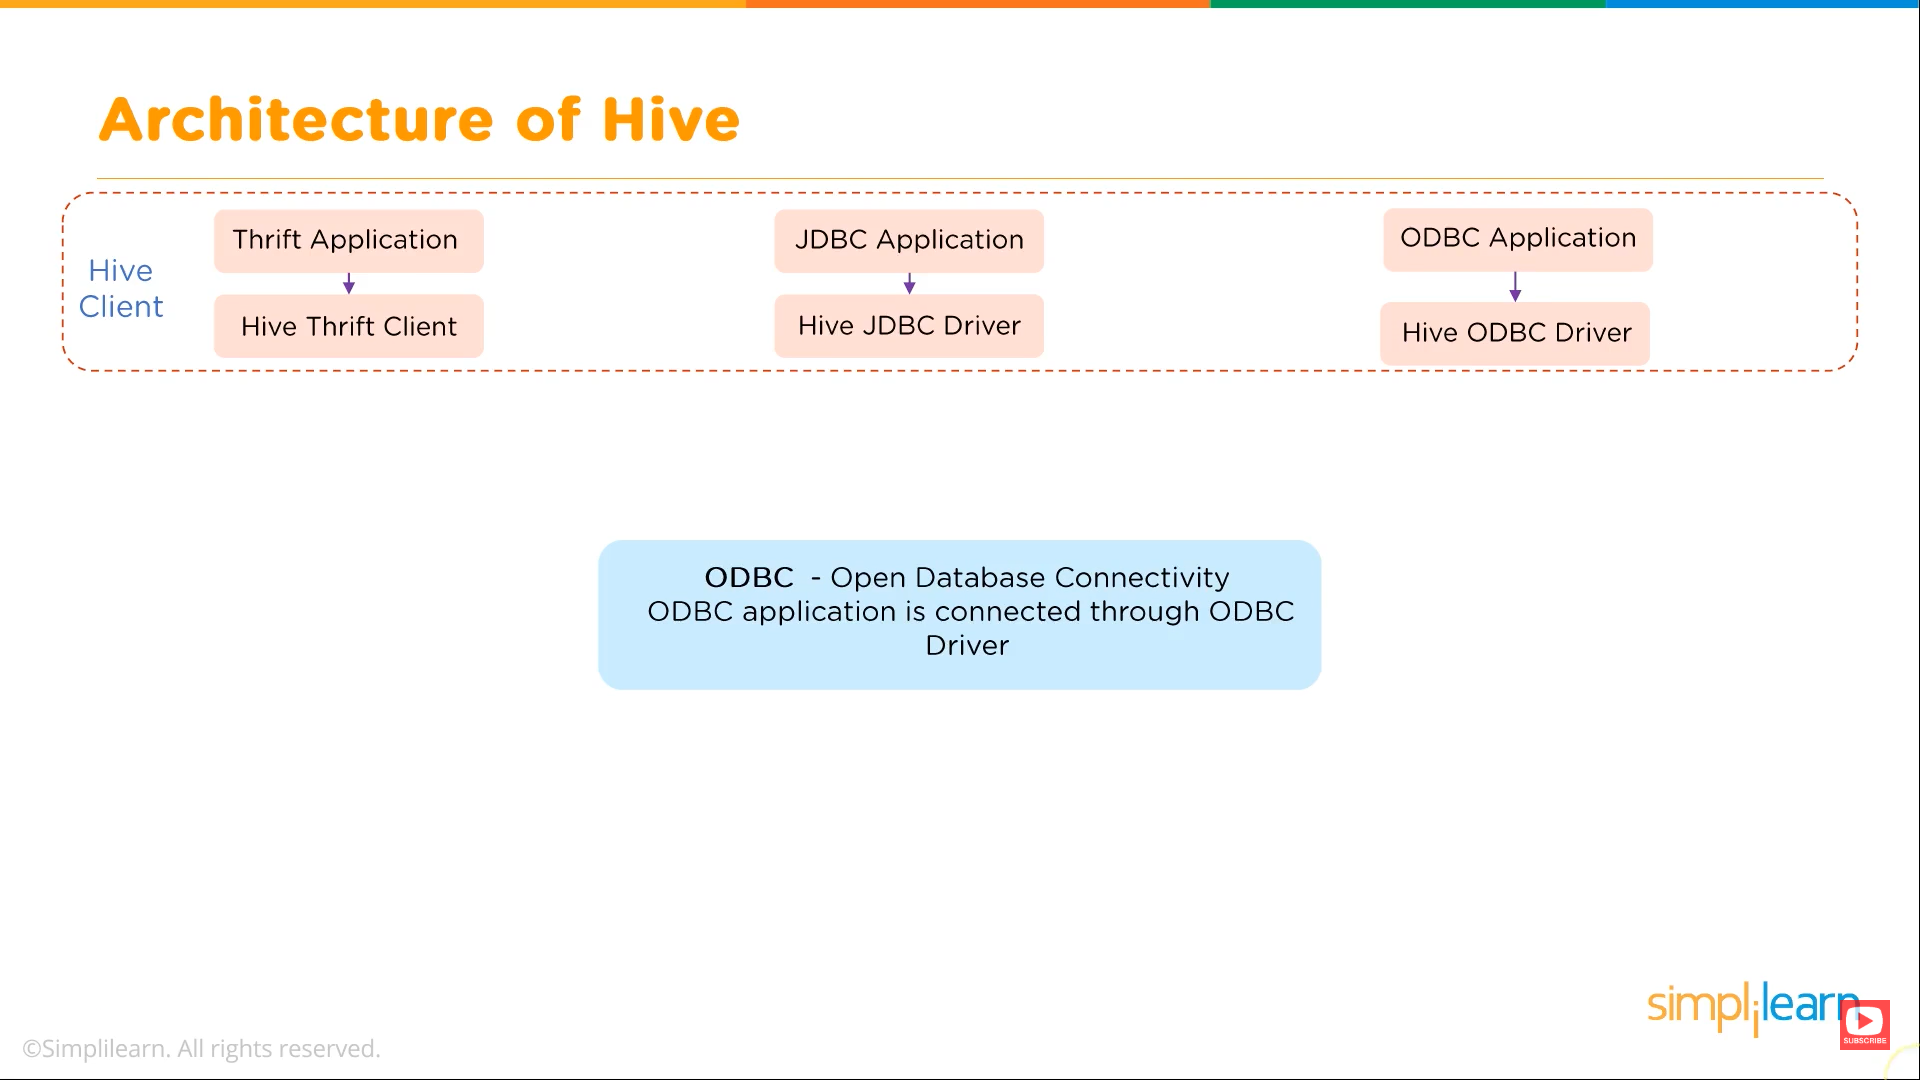 Architecture of Hive
Hive
Client
Thrift Application
Hive Thrift Client
JDBC Application
Hive JDBC Driver
ODBC Application
Hive ODBC Driver
ODBC - Open Database Connectivity
ODBC application is connected through ODBC
Driver
simplilearn
SUBSCRIBE
©Simplilearn. All rights reserved.